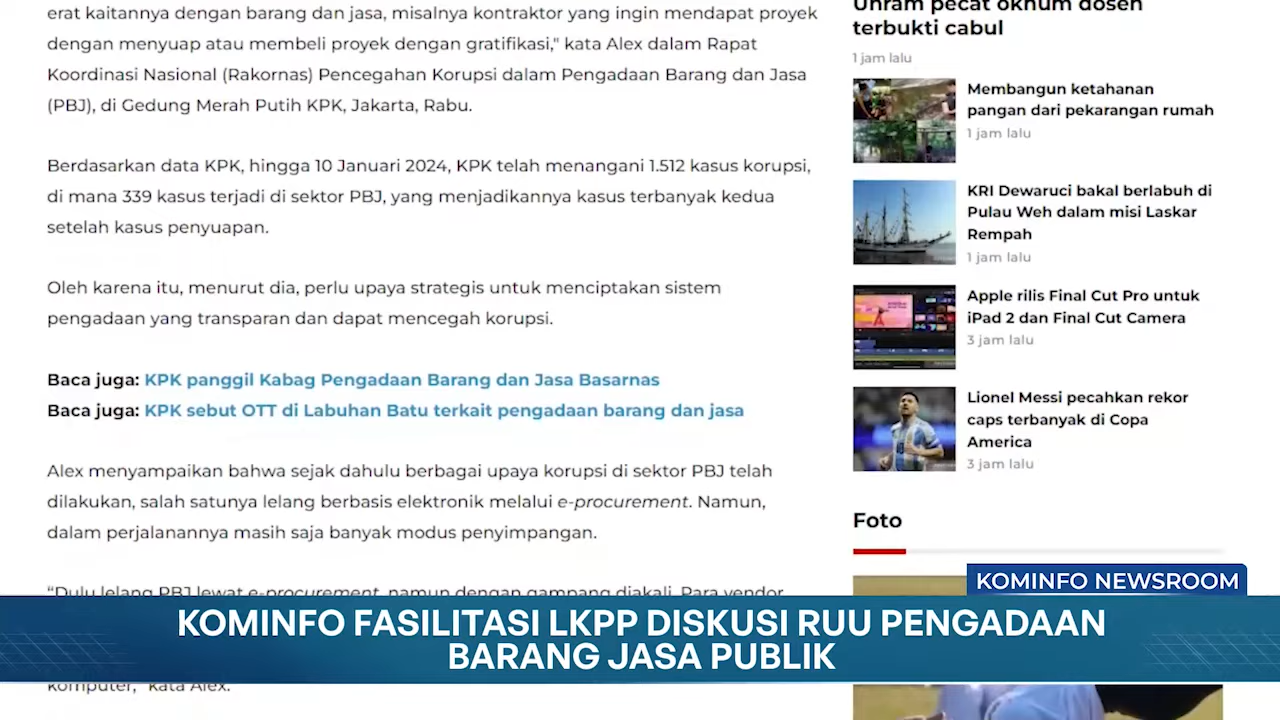 erat kaitannya dengan barang dan jasa, misalnya kontraktor yang ingin mendapat proyek
dengan menyuap atau membeli proyek dengan gratifikasi," kata Alex dalam Rapat
Koordinasi Nasional (Rakornas) Pencegahan Korupsi dalam Pengadaan Barang dan Jasa
(PBJ), di Gedung Merah Putih KPK, Jakarta, Rabu.
Berdasarkan data KPK, hingga 10 Januari 2024, KPK telah menangani 1.512 kasus korupsi,
di mana 339 kasus terjadi di sektor PBJ, yang menjadikannya kasus terbanyak kedua
setelah kasus penyuapan.
Oleh karena itu, menurut dia, perlu upaya strategis untuk menciptakan sistem
pengadaan yang transparan dan dapat mencegah korupsi.
Baca juga: KPK panggil Kabag Pengadaan Barang dan Jasa Basarnas
Baca juga: KPK sebut OTT di Labuhan Batu terkait pengadaan barang dan jasa
Alex menyampaikan bahwa sejak dahulu berbagai upaya korupsi di sektor PBJ telah
dilakukan, salah satunya lelang berbasis elektronik melalui e-procurement. Namun,
dalam perjalanannya masih saja banyak modus penyimpangan.
“Dulu lelang PBJ lewat e-procurement, namun dengan gampang diakali. Para vendor
komputer,” kata Alex.
Unram pecat oknum dosen
terbukti cabul
1 jam lalu
Membangun ketahanan
pangan dari pekarangan rumah
1 jam lalu
KRI Dewaruci bakal berlabuh di
Pulau Weh dalam misi Laskar
Rempah
1 jam lalu
Apple rilis Final Cut Pro untuk
iPad 2 dan Final Cut Camera
3 jam lalu
Lionel Messi pecahkan rekor
caps terbanyak di Copa
America
3 jam lalu
Foto
KOMINFO NEWSROOM
KOMINFO FASILITASI LKPP DISKUSI RUU PENGADAAN
BARANG JASA PUBLIK